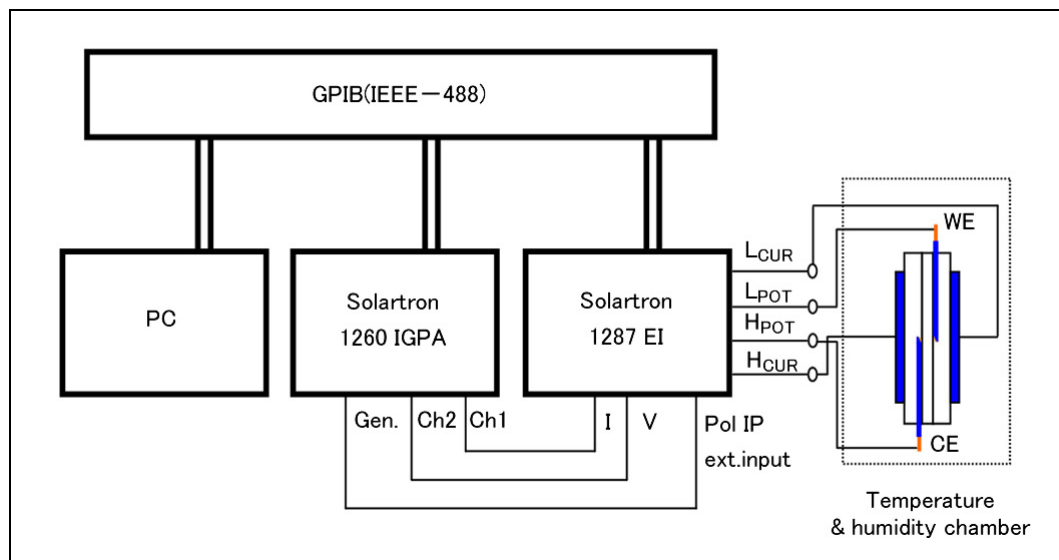 GPIB(IEEE－488)
PC
Solartron
1260 IGPA
Solartron
1287 EI
LCUR
LPOT
HPOT
HCUR
WE
CE
Gen.
Ch2
Ch1
I
V
Pol IP
ext.input
Temperature
& humidity chamber